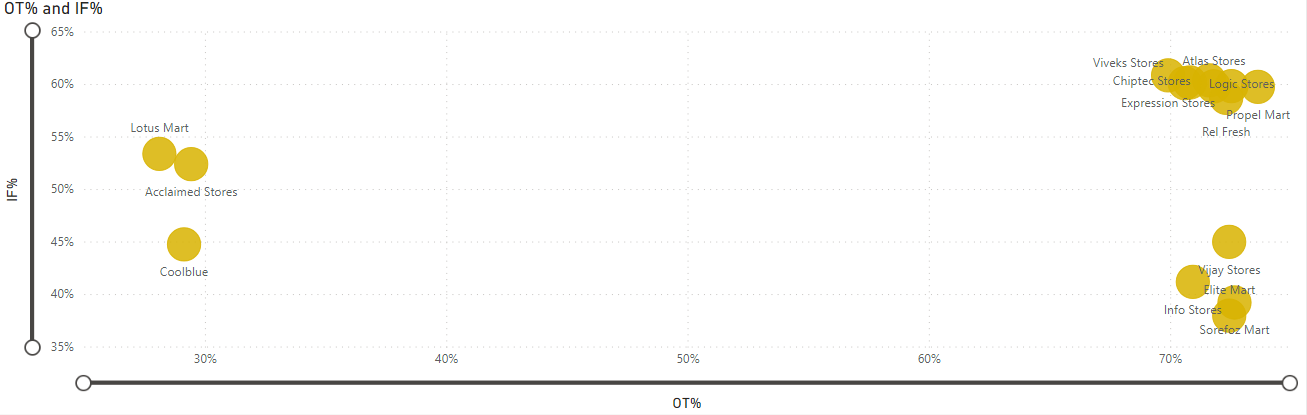 OT% and IF%
65%
60%
55%
50%
45%
40%
35%
IF%
Viveks Stores
Atlas Stores
Chiptec Stores
Logic Stores
Expression Stores
Propel Mart
Rel Fresh
Lotus Mart
Acclaimed Stores
Coolblue
Vijay Stores
Elite Mart
Info Stores
Sorefoz Mart
30%
40%
50%
60%
70%
OT%